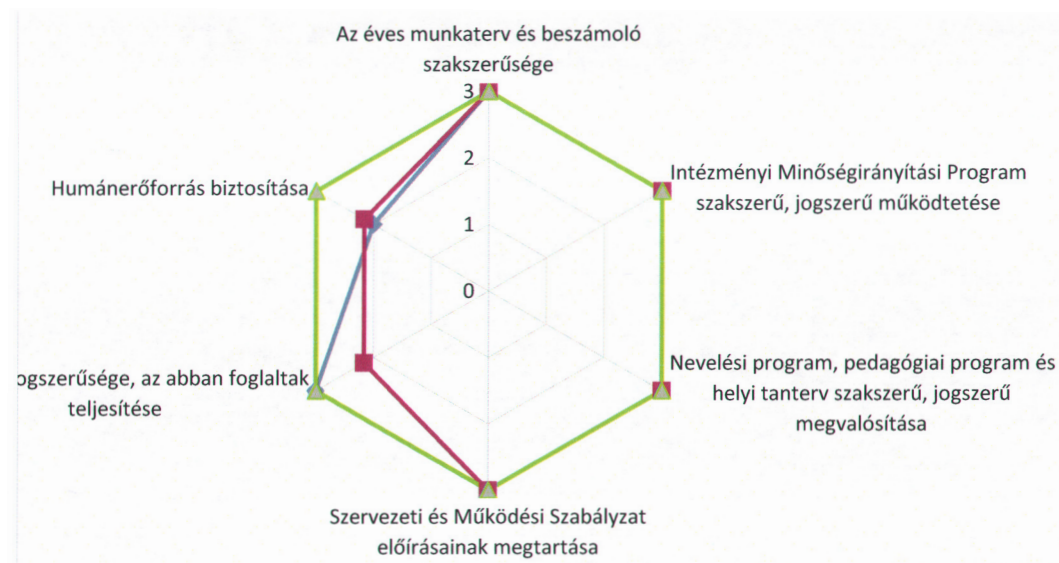 Az éves munkaterv és beszámoló
szakszerűsége
3
2
1
0
Intézményi Minőségirányítási Program
szakszerű, jogszerű működtetése
Nevelési program, pedagógiai program és
helyi tanterv szakszerű, jogszerű
megvalósítása
Szervezeti és Működési Szabályzat
előírásainak megtartása
ogszerűsége, az abban foglaltak
teljesítése
Humánerőforrás biztosítása